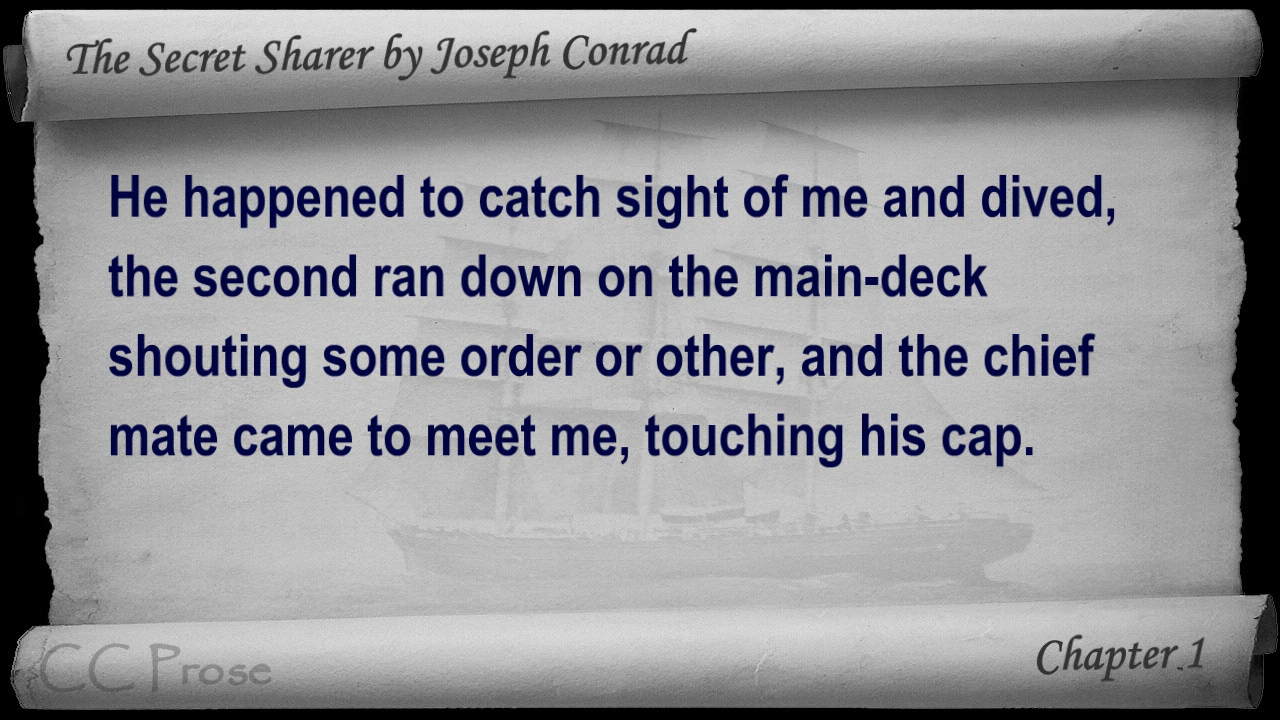 The Secret Sharer by Joseph Conrad
He happened to catch sight of me and dived,
the second ran down on the main-deck
shouting some order or other, and the chief
mate came to meet me, touching his cap.
CC Prose
Chapter 1